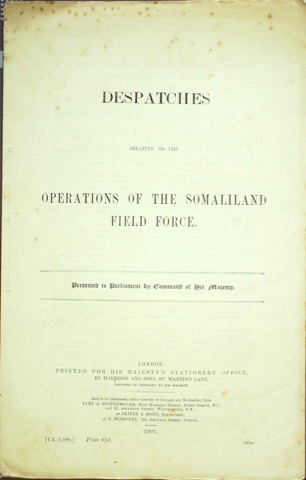 DESPATCHES
RELATIVE TO THE
OPERATIONS OF THE SOMALILAND
FIELD FORCE.
Presented to Parliament by Command of His Majesty.
LONDON:
PRINTED FOR HIS MAJESTY'S STATIONERY OFFICE,
BY HARRISON AND SONS, ST. MARTIN'S LANE,
PRINTERS IN ORDINARY TO HIS MAJESTY.
And to be purchased, either directly or through any Bookseller, from
EYRE & SPOTTISWOODE, EAST HARDING STREET, FLEET STREET, E.C.,
and 32, ABINGDON STREET, WESTMINSTER, S.W.;
or OLIVER & BOYD, EDINBURGH;
or E. PONSONBY, 116, GRAFTON STREET, DUBLIN.
1903.
[Cd. Price